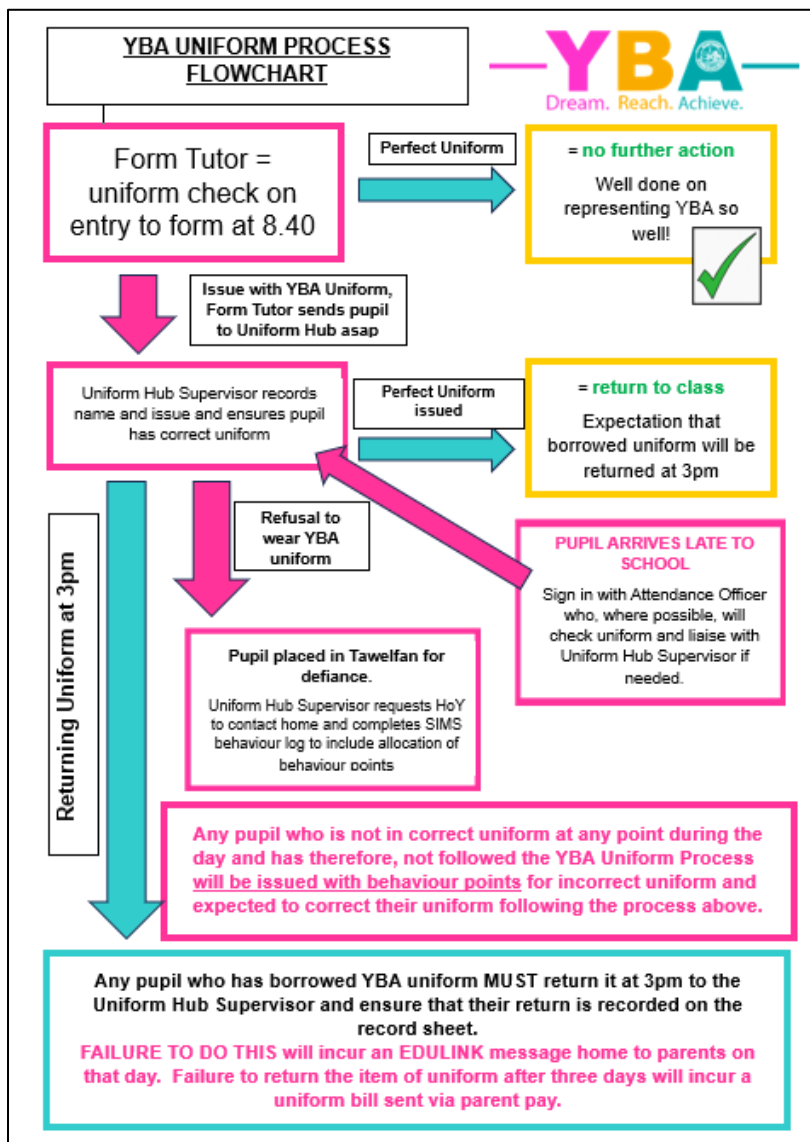 YBA UNIFORM PROCESS
FLOWCHART
YBA
Dream. Reach. Achieve.
Form Tutor =
uniform check on
entry to form at 8.40
Perfect Uniform
= no further action
Well done on
representing YBA so
well!
Issue with YBA Uniform,
Form Tutor sends pupil
to Uniform Hub asap
Uniform Hub Supervisor records
name and issue and ensures pupil
has correct uniform
Perfect Uniform
issued
= return to class
Expectation that
borrowed uniform will be
returned at 3pm
Refusal to
wear YBA
uniform
PUPIL ARRIVES LATE TO
SCHOOL
Sign in with Attendance Officer
who, where possible, will
check uniform and liaise with
Uniform Hub Supervisor if
needed.
Returning Uniform at 3pm
Pupil placed in Tawelfan for
defiance.
Uniform Hub Supervisor requests HoY
to contact home and completes SIMS
behaviour log to include allocation of
behaviour points
Any pupil who is not in correct uniform at any point during the
day and has therefore, not followed the YBA Uniform Process
will be issued with behaviour points for incorrect uniform and
expected to correct their uniform following the process above.
Any pupil who has borrowed YBA uniform MUST return it at 3pm to the
Uniform Hub Supervisor and ensure that their return is recorded on the
record sheet.
FAILURE TO DO THIS will incur an EDULINK message home to parents on
that day.  Failure to return the item of uniform after three days will incur a
uniform bill sent via parent pay.